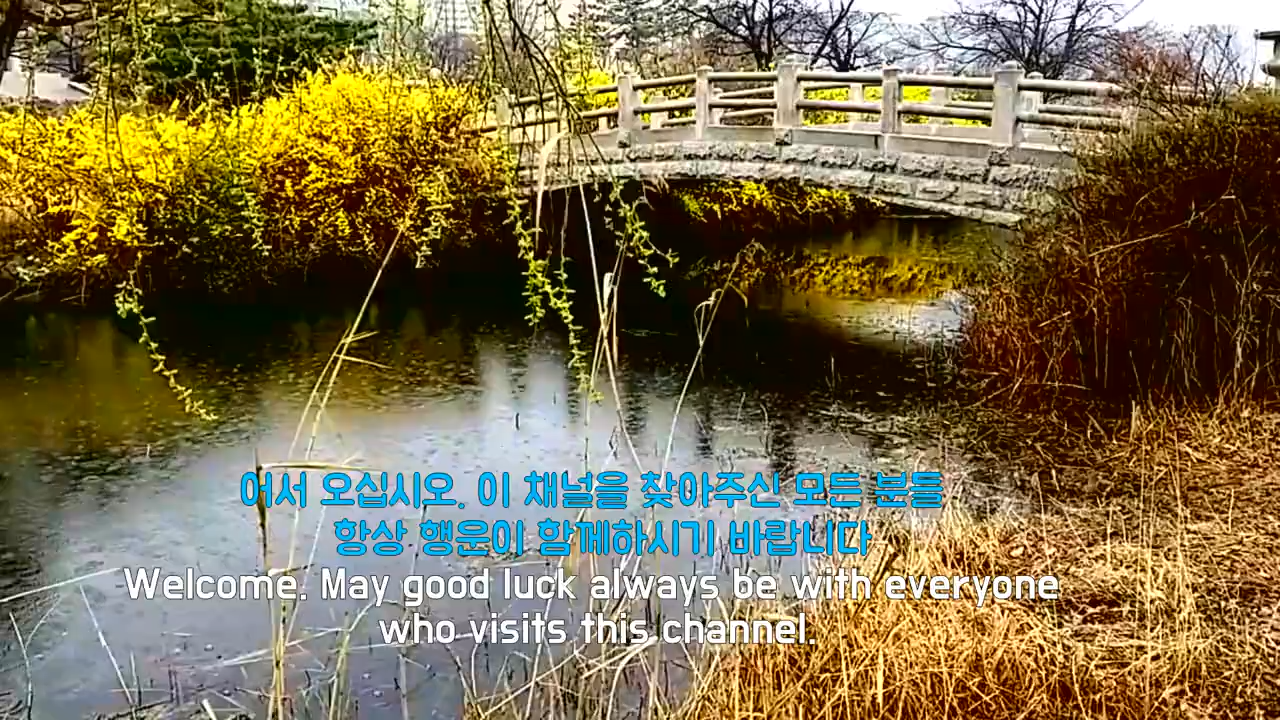 어서 오십시오. 이 채널을 찾아주신 모든 분들
항상 행운이 함께하시기 바랍니다
Welcome. May good luck always be with everyone
who visits this channel.